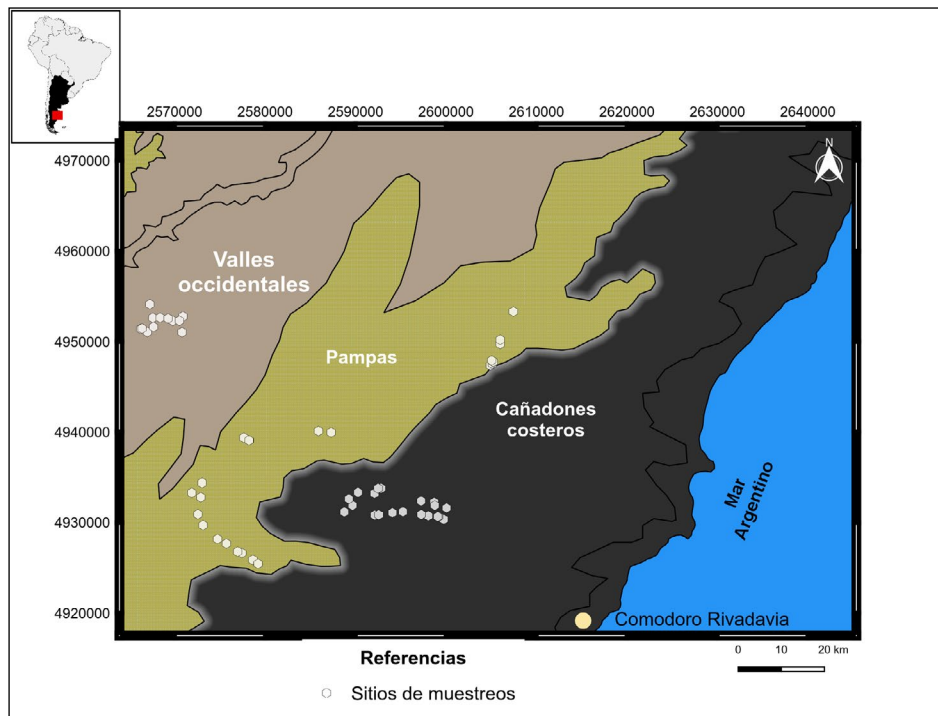 2570000 2580000 2590000 2600000 2610000 2620000 2630000 2640000
4970000
4960000
4950000
4940000
4930000
4920000
N
Valles
occidentales
Pampas
Cañadones
costeros
Mar
Argentino
Comodoro Rivadavia
Referencias
Sitios de muestreos
0 10 20 km